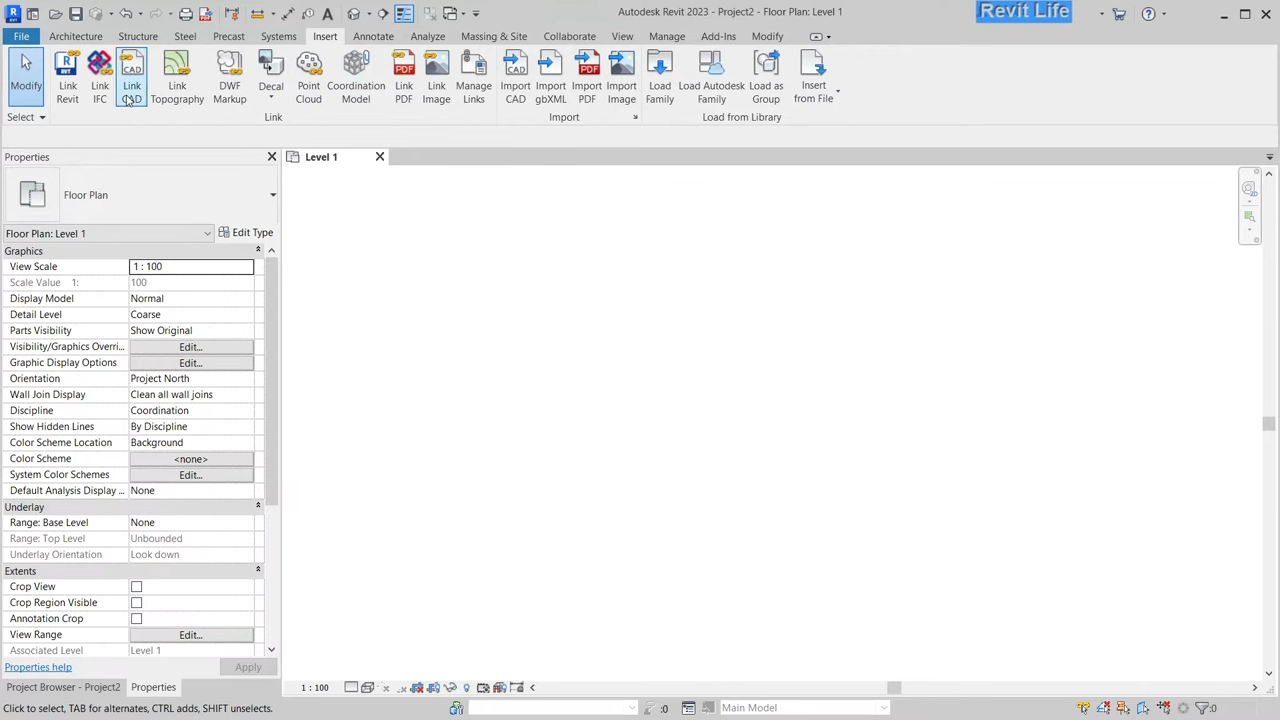 Autodesk Revit 2023 - Project2 - Floor Plan: Level 1
Revit Life
File Architecture Structure Steel Precast Systems Insert Annotate Analyze Massing & Site Collaborate View Manage Add-Ins Modify
Modify
Link Revit
Link IFC
Link CAD
Link Topography
DWF Markup
Decal
Point Cloud
Coordination Model
Link PDF
Link Image
Manage Links
Import CAD
Import gbXML
Import PDF
Import Image
Load Family
Load Autodesk Family
Load as Group
Insert from File
Select Link Import Load from Library
Properties
Level 1
Floor Plan
Floor Plan: Level 1 Edit Type
Graphics
View Scale 1 : 100
Scale Value 1: 100
Display Model Normal
Detail Level Coarse
Parts Visibility Show Original
Visibility/Graphics Overri... Edit...
Graphic Display Options Edit...
Orientation Project North
Wall Join Display Clean all wall joins
Discipline Coordination
Show Hidden Lines By Discipline
Color Scheme Location Background
Color Scheme <none>
System Color Schemes Edit...
Default Analysis Display ... None
Underlay
Range: Base Level None
Range: Top Level Unbounded
Underlay Orientation Look down
Extents
Crop View
Crop Region Visible
Annotation Crop
View Range Edit...
Associated Level Level 1
Properties help Apply
Project Browser - Project2 Properties
1 : 100
Click to select, TAB for alternates, CTRL adds, SHIFT unselects.
:0
Main Model
:0